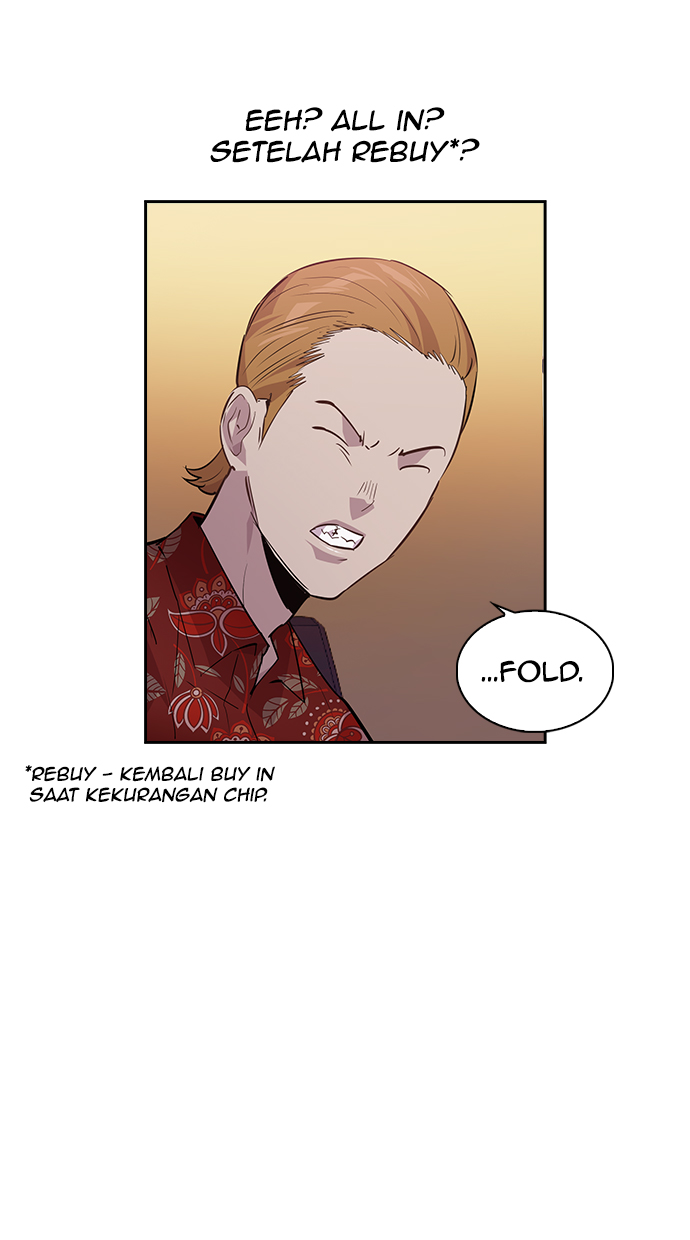 EEH? ALL IN?
SETELAH REBUY*?
...FOLD.
*REBUY - KEMBALI BUY IN
SAAT KEKURANGAN CHIP.